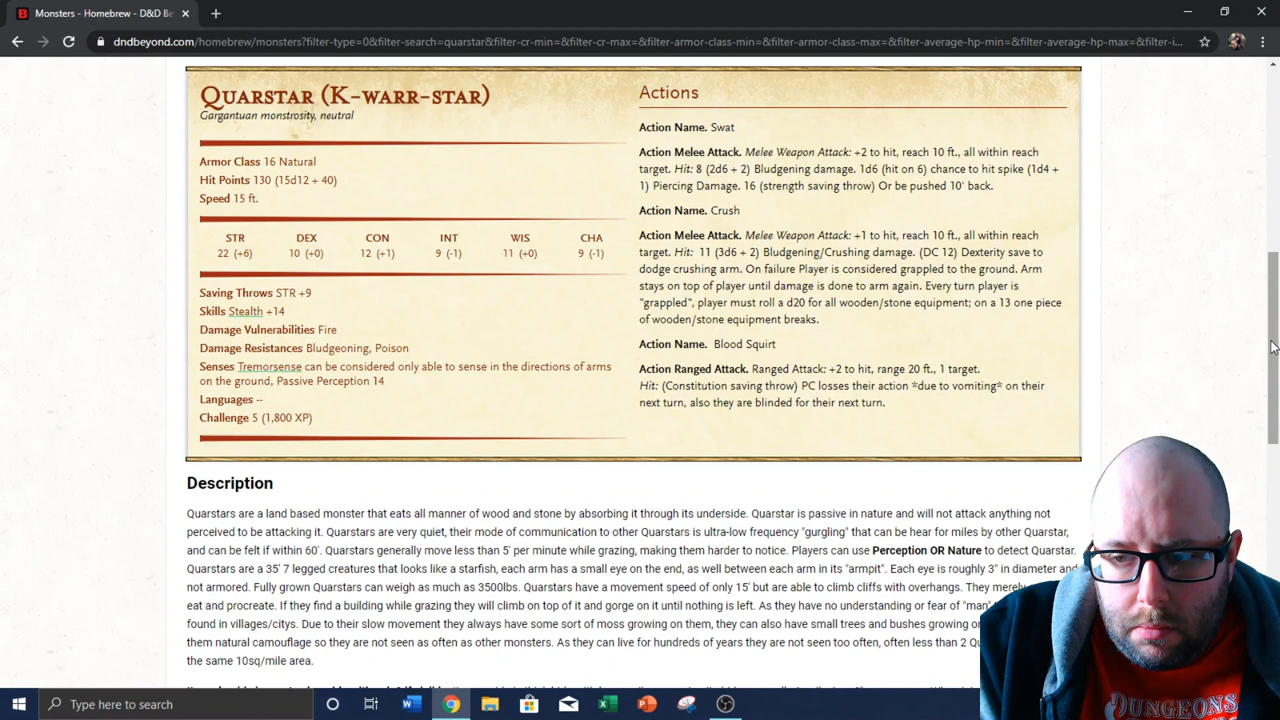 Monsters - Homebrew - D&D Be
dndbeyond.com/homebrew/monsters?filter-type=0&filter-search=quarstar&filter-cr-min=&filter-cr-max=&filter-armor-class-min=&filter-armor-class-max=&filter-average-hp-min=&filter-average-hp-max=&filter-i...
Quarstar (K-warr-star)
Gargantuan monstrosity, neutral
Armor Class 16 Natural
Hit Points 130 (15d12 + 40)
Speed 15 ft.
STR DEX CON INT WIS CHA
22 (+6) 10 (+0) 12 (+1) 9 (-1) 11 (+0) 9 (-1)
Saving Throws STR +9
Skills Stealth +14
Damage Vulnerabilities Fire
Damage Resistances Bludgeoning, Poison
Senses Tremorsense can be considered only able to sense in the directions of arms
on the ground, Passive Perception 14
Languages --
Challenge 5 (1,800 XP)
Actions
Action Name. Swat
Action Melee Attack. Melee Weapon Attack: +2 to hit, reach 10 ft., all within reach
target. Hit: 8 (2d6 + 2) Bludgening damage. 1d6 (hit on 6) chance to hit spike (1d4 +
1) Piercing Damage. 16 (strength saving throw) Or be pushed 10' back.
Action Name. Crush
Action Melee Attack. Melee Weapon Attack: +1 to hit, reach 10 ft., all within reach
target. Hit: 11 (3d6 + 2) Bludgening/Crushing damage. (DC 12) Dexterity save to
dodge crushing arm. On failure Player is considered grappled to the ground. Arm
stays on top of player until damage is done to arm again. Every turn player is
"grappled", player must roll a d20 for all wooden/stone equipment; on a 13 one piece
of wooden/stone equipment breaks.
Action Name. Blood Squirt
Action Ranged Attack. Ranged Attack: +2 to hit, range 20 ft., 1 target.
Hit: (Constitution saving throw) PC losses their action *due to vomiting* on their
next turn, also they are blinded for their next turn.
Description
Quarstars are a land based monster that eats all manner of wood and stone by absorbing it through its underside. Quarstar is passive in nature and will not attack anything not
perceived to be attacking it. Quarstars are very quiet, their mode of communication to other Quarstars is ultra-low frequency "gurgling" that can be hear for miles by other Quarstar,
and can be felt if within 60'. Quarstars generally move less than 5' per minute while grazing, making them harder to notice. Players can use Perception OR Nature to detect Quarstar.
Quarstars are a 35' 7 legged creatures that looks like a starfish, each arm has a small eye on the end, as well between each arm in its "armpit". Each eye is roughly 3" in diameter and
not armored. Fully grown Quarstars can weigh as much as 3500lbs. Quarstars have a movement speed of only 15' but are able to climb cliffs with overhangs. They merely
eat and procreate. If they find a building while grazing they will climb on top of it and gorge on it until nothing is left. As they have no understanding or fear of "man"
found in villages/citys. Due to their slow movement they always have some sort of moss growing on them, they can also have small trees and bushes growing on
them natural camouflage so they are not seen as often as other monsters. As they can live for hundreds of years they are not seen too often, often less than 2
the same 10sq/mile area.
DUNGEONS
Type here to search